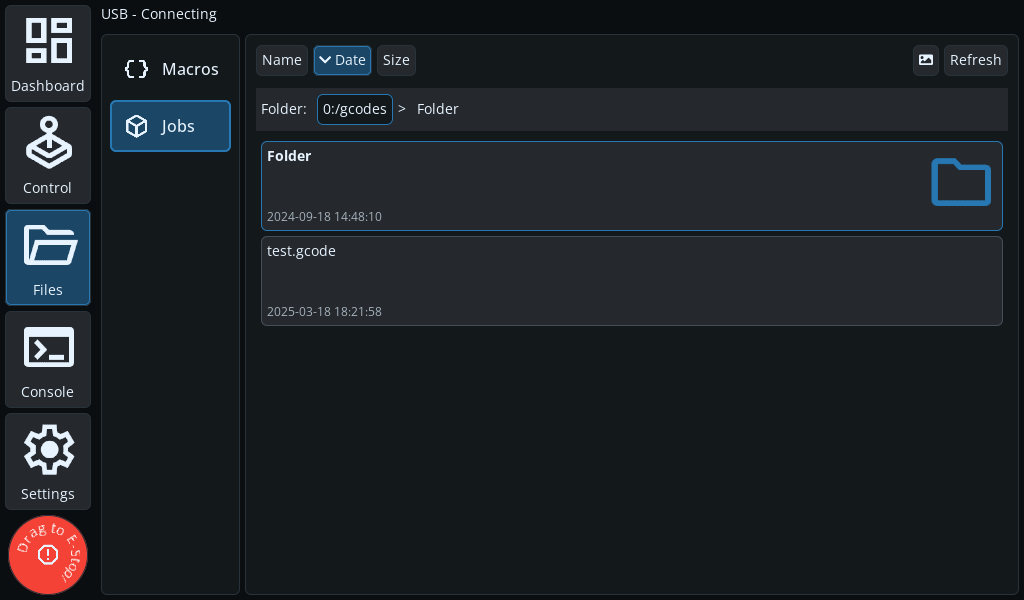 USB - Connecting
Dashboard
Control
Files
Console
Settings
Drag to E-Stop!
Macros
Jobs
Name Date Size Refresh
Folder: 0:/gcodes > Folder
Folder
2024-09-18 14:48:10
test.gcode
2025-03-18 18:21:58